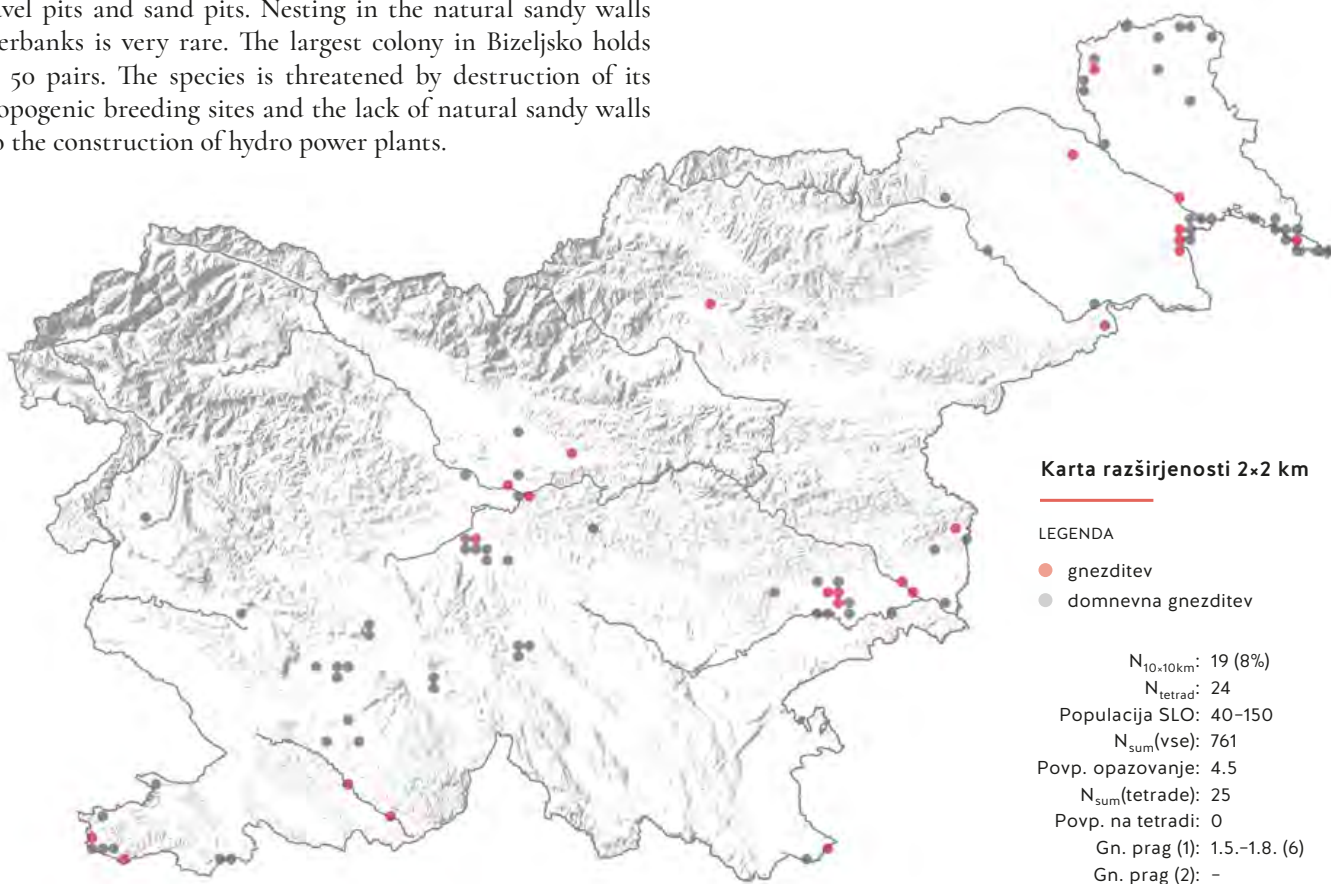 avel pits and sand pits. Nesting in the natural sandy walls
erbanks is very rare. The largest colony in Bizeljsko holds
50 pairs. The species is threatened by destruction of its
opogenic breeding sites and the lack of natural sandy walls
o the construction of hydro power plants.
Karta razširjenosti 2×2 km
LEGENDA
gnezditev
domnevna gnezditev
N10×10km: 19 (8%)
Ntetrad: 24
Populacija SLO: 40–150
Nsum(vse): 761
Povp. opazovanje: 4.5
Nsum(tetrade): 25
Povp. na tetradi: 0
Gn. prag (1): 1.5.–1.8. (6)
Gn. prag (2): –